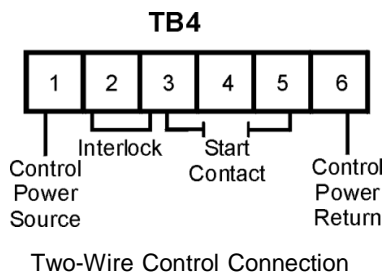 TB4
1 2 3 4 5 6
Interlock
Start
Contact
Control
Power
Source
Control
Power
Return
Two-Wire Control Connection